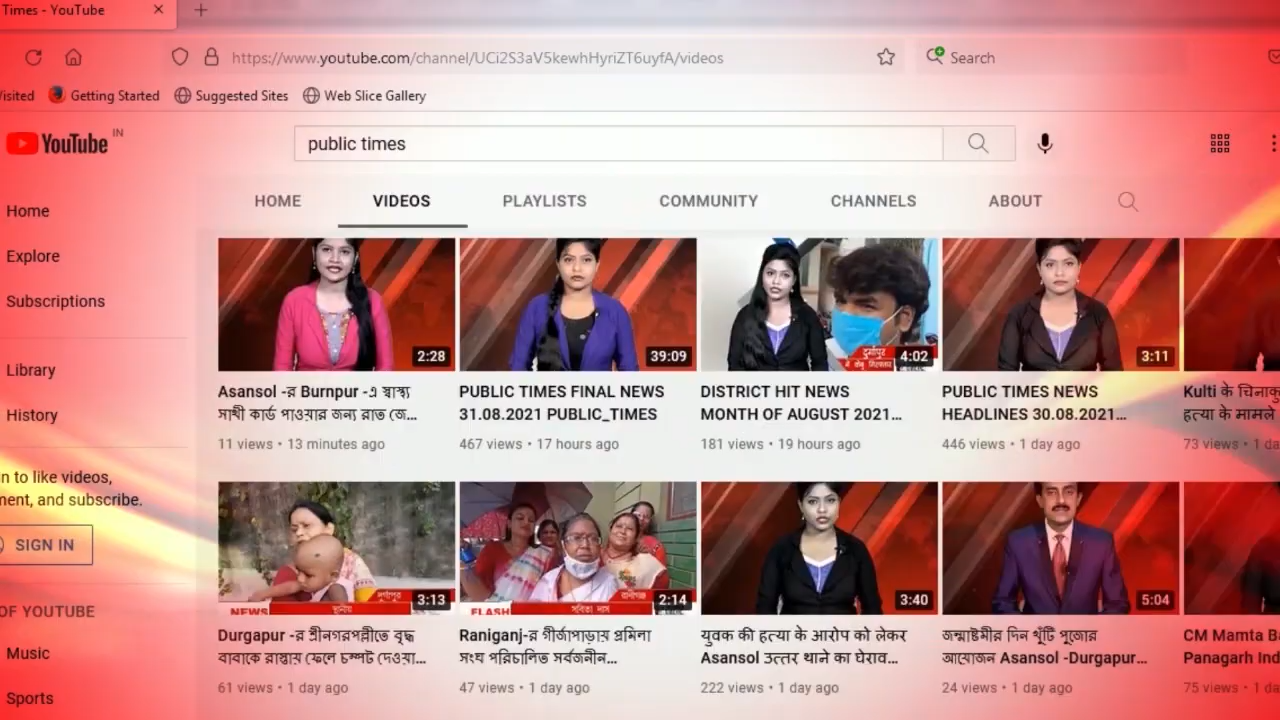 Times - YouTube
https://www.youtube.com/channel/UCi2S3aV5kewhHyriZT6uyfA/videos
Search
isited Getting Started Suggested Sites Web Slice Gallery
YouTube IN
public times
HOME VIDEOS PLAYLISTS COMMUNITY CHANNELS ABOUT
Home
Explore
Subscriptions
Library
History
n to like videos,
ment, and subscribe.
SIGN IN
OF YOUTUBE
Music
Sports
2:28
Asansol -র Burnpur -এ স্বাস্থ্য
সাথী কার্ড পাওয়ার জন্য রাত জে...
11 views • 13 minutes ago
39:09
PUBLIC TIMES FINAL NEWS
31.08.2021 PUBLIC_TIMES
467 views • 17 hours ago
दुर्गापुर
4:02
DISTRICT HIT NEWS
MONTH OF AUGUST 2021...
181 views • 19 hours ago
3:11
PUBLIC TIMES NEWS
HEADLINES 30.08.2021...
446 views • 1 day ago
Kulti के चिनाकु
हत्या के मामले
73 views • 1 da
দুর্গাপুর
3:13
NEWS স্থানীয়
Durgapur -র শ্রীনগরপল্লীতে বৃদ্ধ
বাবাকে রাস্তায় ফেলে চম্পট দেওয়া...
61 views • 1 day ago
রানীগঞ্জ
2:14
FLASH সবিতা দাস
Raniganj-র গীর্জাপাড়ায় প্রমিলা
সংঘ পরিচালিত সর্বজনীন...
47 views • 1 day ago
3:40
युवक की हत्या के आरोप को लेकर
Asansol उत्तर थाने का घेराव...
222 views • 1 day ago
5:04
জন্মাষ্টমীর দিন খুঁটি পুজোর
আয়োজন Asansol -Durgapur...
24 views • 1 day ago
CM Mamta Ba
Panagarh Ind
75 views • 1 da